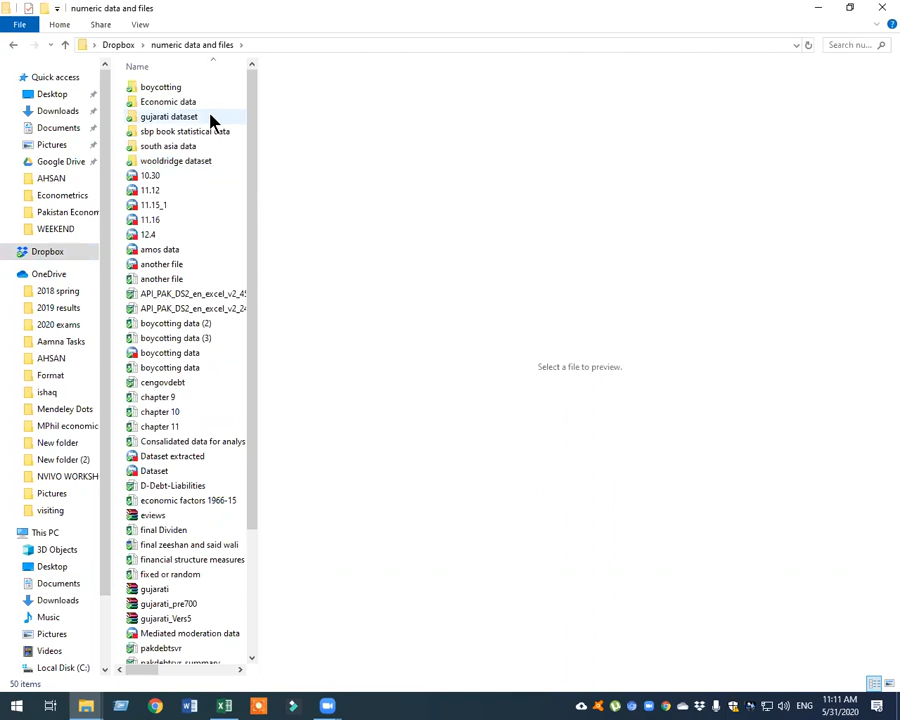 numeric data and files
File Home Share View
Dropbox numeric data and files Search nu...
Name
Quick access
Desktop
Downloads
Documents
Pictures
Google Drive
AHSAN
Econometrics
Pakistan Econom
WEEKEND
Dropbox
OneDrive
2018 spring
2019 results
2020 exams
Aamna Tasks
AHSAN
Format
ishaq
Mendeley Dots
MPhil economic
New folder
New folder (2)
NVIVO WORKSH
Pictures
visiting
This PC
3D Objects
Desktop
Documents
Downloads
Music
Pictures
Videos
Local Disk (C:)
boycotting
Economic data
gujarati dataset
sbp book statistical data
south asia data
wooldridge dataset
10.30
11.12
11.15_1
11.16
12.4
amos data
another file
another file
API_PAK_DS2_en_excel_v2_45
API_PAK_DS2_en_excel_v2_24
boycotting data (2)
boycotting data (3)
boycotting data
boycotting data
cengovdebt
chapter 9
chapter 10
chapter 11
Consalidated data for analys
Dataset extracted
Dataset
D-Debt-Liabilities
economic factors 1966-15
eviews
final Dividen
final zeeshan and said wali
financial structure measures
fixed or random
gujarati
gujarati_pre700
gujarati_Vers5
Mediated moderation data
pakdebtsvr
pakdebtsvr_summary
Select a file to preview.
50 items
ENG
11:11 AM
5/31/2020